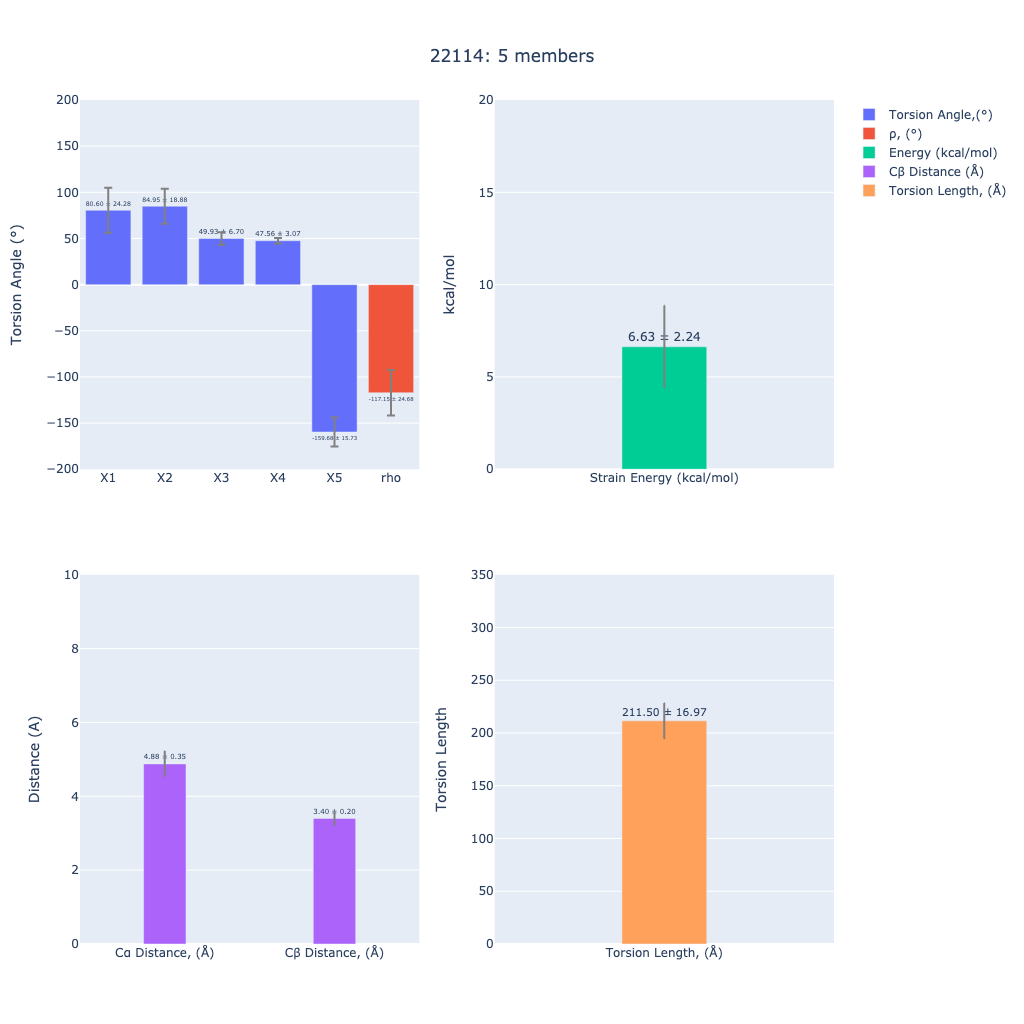 22114: 5 members
Torsion Angle (°)
200
150
100
50
0
−50
−100
−150
−200
80.60 ± 24.28
84.95 ± 18.88
49.93 ± 6.70
47.56 ± 3.07
-159.68 ± 15.73
-117.15 ± 24.68
X1 X2 X3 X4 X5 rho
kcal/mol
20
15
10
5
0
6.63 ± 2.24
Strain Energy (kcal/mol)
Torsion Angle,(°)
ρ, (°)
Energy (kcal/mol)
Cβ Distance (Å)
Torsion Length, (Å)
Distance (A)
10
8
6
4
2
0
4.88 ± 0.35
3.40 ± 0.20
Cα Distance, (Å) Cβ Distance, (Å)
Torsion Length
350
300
250
200
150
100
50
0
211.50 ± 16.97
Torsion Length, (Å)